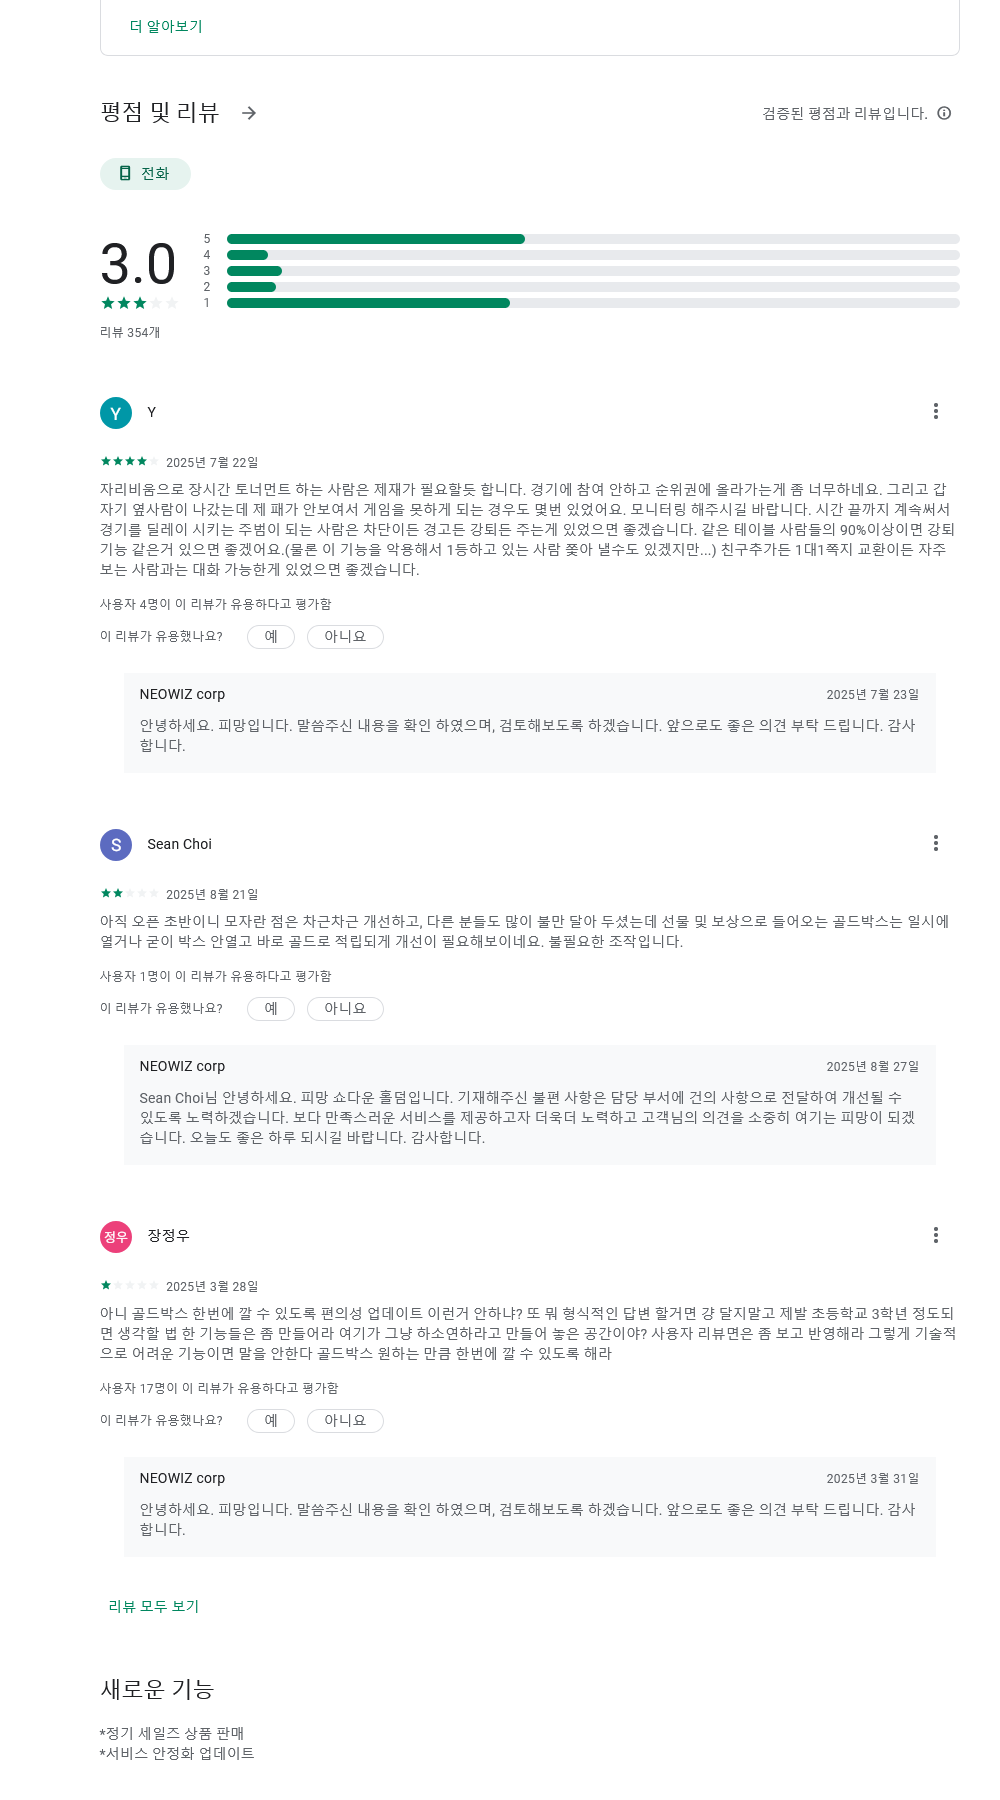 더 알아보기
평점 및 리뷰
검증된 평점과 리뷰입니다.
전화
3.0
5
4
3
2
1
리뷰 354개
Y
Y
2025년 7월 22일
자리비움으로 장시간 토너먼트 하는 사람은 제재가 필요할듯 합니다. 경기에 참여 안하고 순위권에 올라가는게 좀 너무하네요. 그리고 갑
자기 옆사람이 나갔는데 제 패가 안보여서 게임을 못하게 되는 경우도 몇번 있었어요. 모니터링 해주시길 바랍니다. 시간 끝까지 계속써서
경기를 딜레이 시키는 주범이 되는 사람은 차단이든 경고든 강퇴든 주는게 있었으면 좋겠습니다. 같은 테이블 사람들의 90%이상이면 강퇴
기능 같은거 있으면 좋겠어요.(물론 이 기능을 악용해서 1등하고 있는 사람 쫓아 낼수도 있겠지만...) 친구추가든 1대1쪽지 교환이든 자주
보는 사람과는 대화 가능한게 있었으면 좋겠습니다.
사용자 4명이 이 리뷰가 유용하다고 평가함
이 리뷰가 유용했나요?
예
아니요
NEOWIZ corp
2025년 7월 23일
안녕하세요. 피망입니다. 말씀주신 내용을 확인 하였으며, 검토해보도록 하겠습니다. 앞으로도 좋은 의견 부탁 드립니다. 감사
합니다.
S
Sean Choi
2025년 8월 21일
아직 오픈 초반이니 모자란 점은 차근차근 개선하고, 다른 분들도 많이 불만 달아 두셨는데 선물 및 보상으로 들어오는 골드박스는 일시에
열거나 굳이 박스 안열고 바로 골드로 적립되게 개선이 필요해보이네요. 불필요한 조작입니다.
사용자 1명이 이 리뷰가 유용하다고 평가함
이 리뷰가 유용했나요?
예
아니요
NEOWIZ corp
2025년 8월 27일
Sean Choi님 안녕하세요. 피망 쇼다운 홀덤입니다. 기재해주신 불편 사항은 담당 부서에 건의 사항으로 전달하여 개선될 수
있도록 노력하겠습니다. 보다 만족스러운 서비스를 제공하고자 더욱더 노력하고 고객님의 의견을 소중히 여기는 피망이 되겠
습니다. 오늘도 좋은 하루 되시길 바랍니다. 감사합니다.
정우
장정우
2025년 3월 28일
아니 골드박스 한번에 깔 수 있도록 편의성 업데이트 이런거 안하냐? 또 뭐 형식적인 답변 할거면 걍 달지말고 제발 초등학교 3학년 정도되
면 생각할 법 한 기능들은 좀 만들어라 여기가 그냥 하소연하라고 만들어 놓은 공간이야? 사용자 리뷰면은 좀 보고 반영해라 그렇게 기술적
으로 어려운 기능이면 말을 안한다 골드박스 원하는 만큼 한번에 깔 수 있도록 해라
사용자 17명이 이 리뷰가 유용하다고 평가함
이 리뷰가 유용했나요?
예
아니요
NEOWIZ corp
2025년 3월 31일
안녕하세요. 피망입니다. 말씀주신 내용을 확인 하였으며, 검토해보도록 하겠습니다. 앞으로도 좋은 의견 부탁 드립니다. 감사
합니다.
리뷰 모두 보기
새로운 기능
*정기 세일즈 상품 판매
*서비스 안정화 업데이트